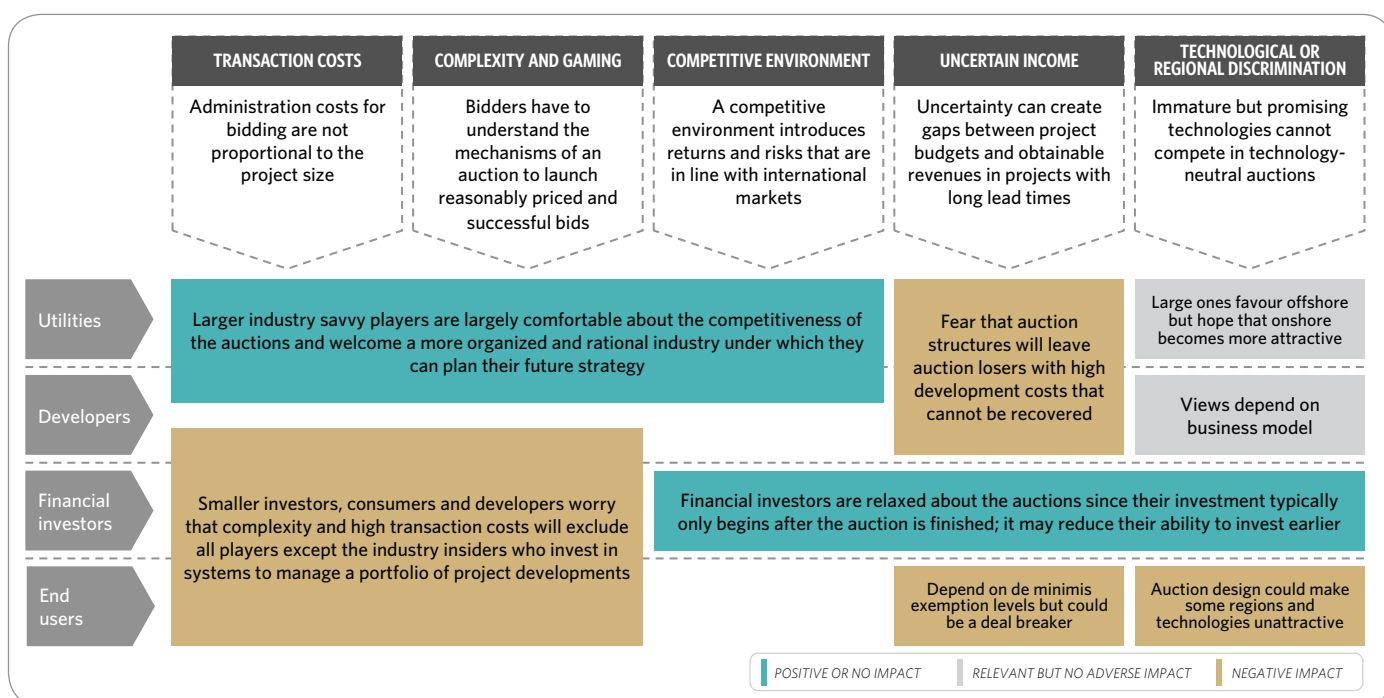 TRANSACTION COSTS
Administration costs for
bidding are not
proportional to the
project size
COMPLEXITY AND GAMING
Bidders have to
understand the
mechanisms of an
auction to launch
reasonably priced and
successful bids
COMPETITIVE ENVIRONMENT
A competitive
environment introduces
returns and risks that are
in line with international
markets
UNCERTAIN INCOME
Uncertainty can create
gaps between project
budgets and obtainable
revenues in projects with
long lead times
TECHNOLOGICAL OR
REGIONAL DISCRIMINATION
Immature but promising
technologies cannot
compete in technology-
neutral auctions
Utilities
Larger industry savvy players are largely comfortable about the competitiveness of
the auctions and welcome a more organized and rational industry under which they
can plan their future strategy
Fear that auction
structures will leave
auction losers with high
development costs that
cannot be recovered
Large ones favour offshore
but hope that onshore
becomes more attractive
Developers
Views depend on
business model
Financial
investors
Smaller investors, consumers and developers worry
that complexity and high transaction costs will exclude
all players except the industry insiders who invest in
systems to manage a portfolio of project developments
Financial investors are relaxed about the auctions since their investment typically
only begins after the auction is finished; it may reduce their ability to invest earlier
End
users
Depend on de minimis
exemption levels but could
be a deal breaker
Auction design could make
some regions and
technologies unattractive
POSITIVE OR NO IMPACT
RELEVANT BUT NO ADVERSE IMPACT
NEGATIVE IMPACT